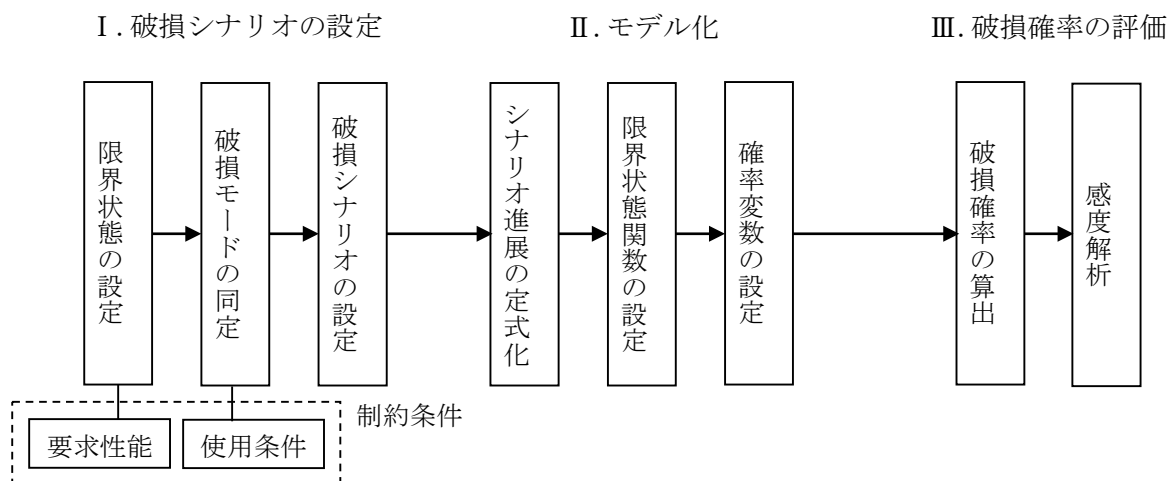 Ⅰ. 破損シナリオの設定
Ⅱ. モデル化
Ⅲ. 破損確率の評価
限界状態の設定
破損モードの同定
破損シナリオの設定
シナリオ進展の定式化
限界状態関数の設定
確率変数の設定
破損確率の算出
感度解析
制約条件
要求性能
使用条件